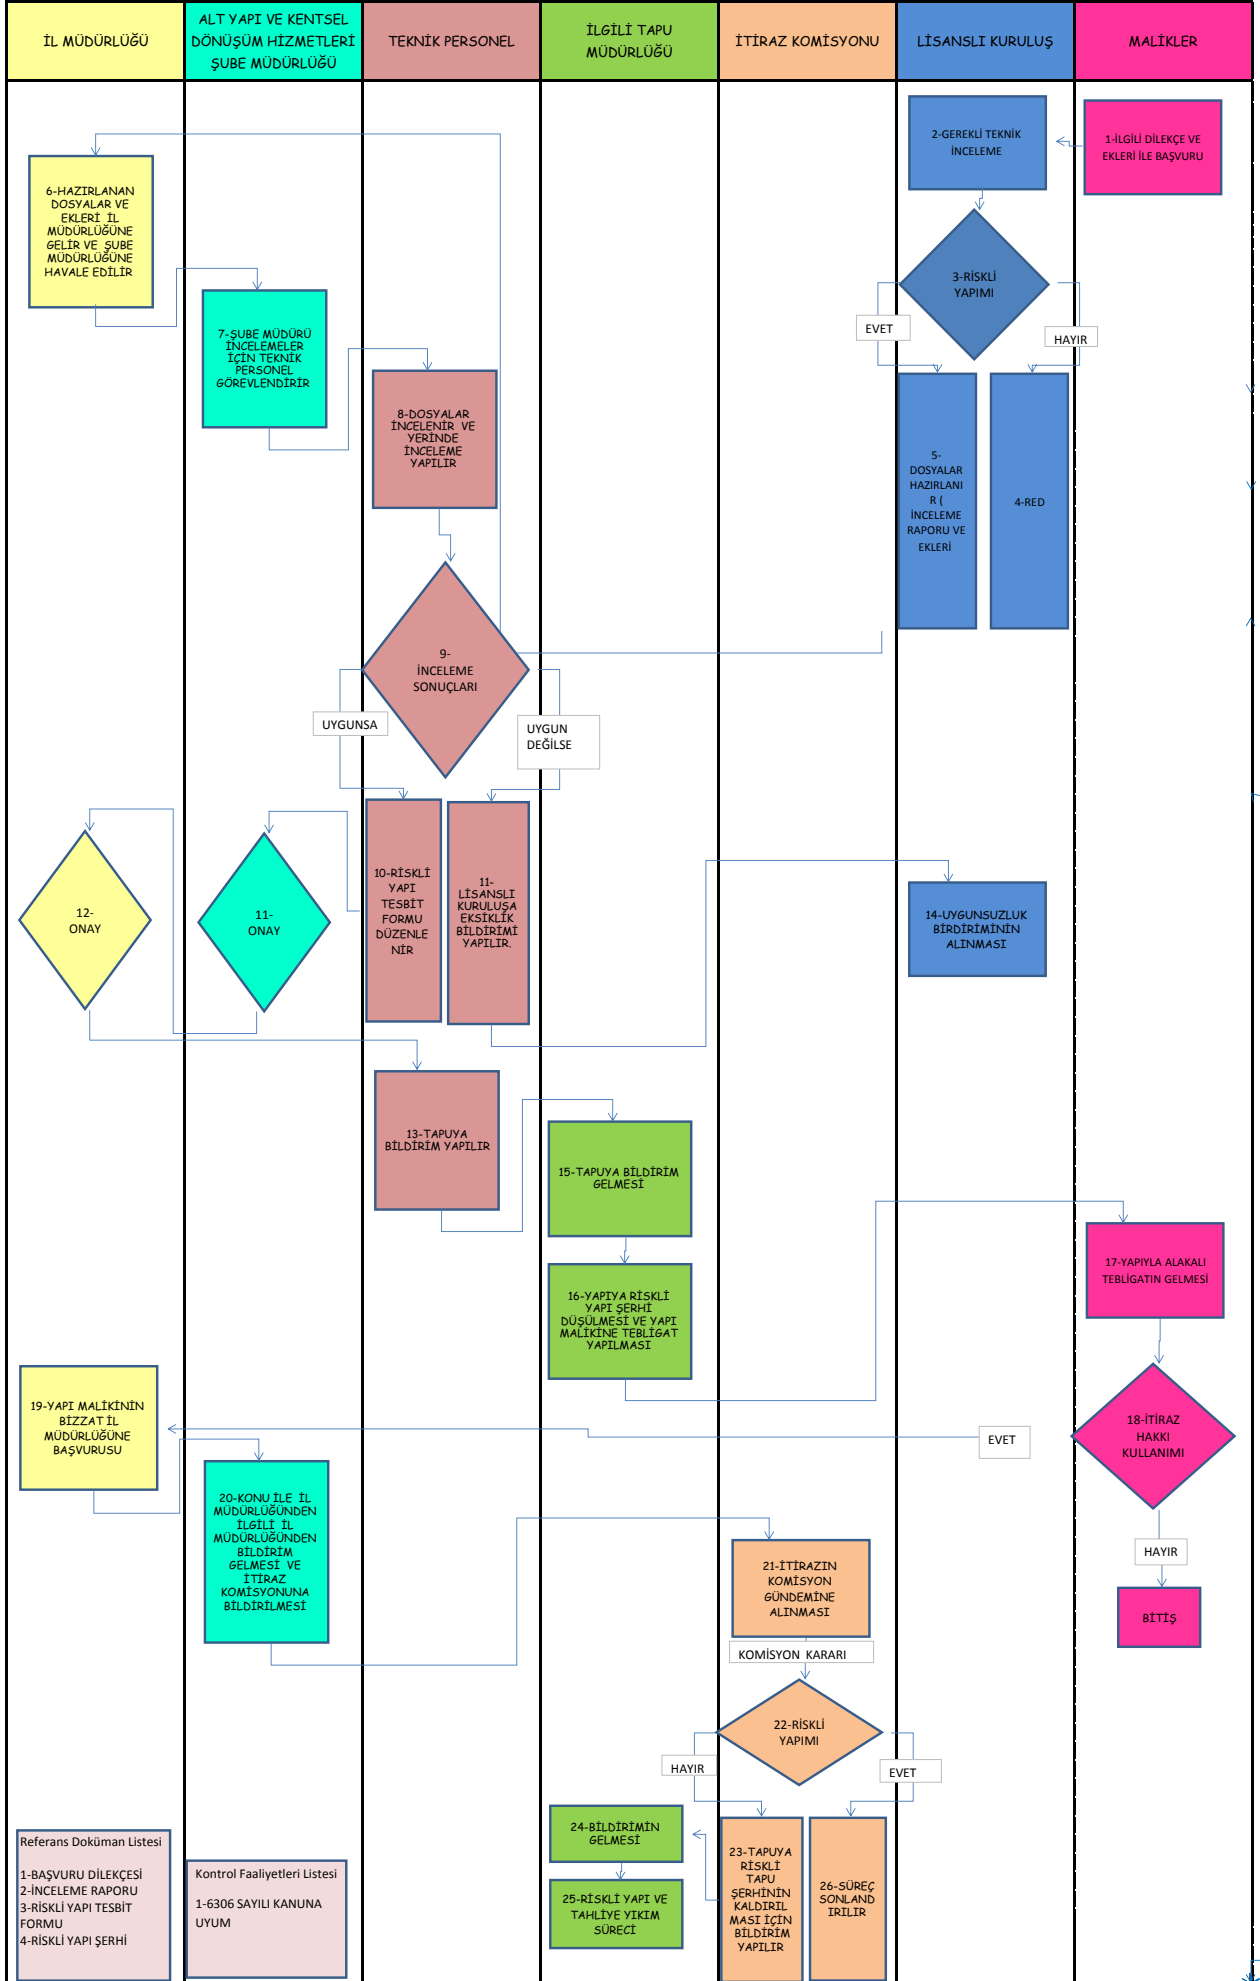 İL MÜDÜRLÜĞÜ
ALT YAPI VE KENTSEL
DÖNÜŞÜM HİZMETLERİ
ŞUBE MÜDÜRLÜĞÜ
TEKNİK PERSONEL
İLGİLİ TAPU
MÜDÜRLÜĞÜ
İTİRAZ KOMİSYONU
LİSANSLI KURULUŞ
MALİKLER
1-İLGİLİ DİLEKÇE VE
EKLERİ İLE BAŞVURU
2-GEREKLİ TEKNİK
İNCELEME
3-RİSKLİ
YAPIMI
EVET
HAYIR
5-
DOSYALAR
HAZIRLANI
R (
İNCELEME
RAPORU VE
EKLERİ
4-RED
6-HAZIRLANAN
DOSYALAR VE
EKLERİ İL
MÜDÜRLÜĞÜNE
GELİR VE ŞUBE
MÜDÜRLÜĞÜNE
HAVALE EDİLİR
7-ŞUBE MÜDÜRÜ
İNCELEMELER
İÇİN TEKNİK
PERSONEL
GÖREVLENDİRİR
8-DOSYALAR
İNCELENİR VE
YERİNDE
İNCELEME
YAPILIR
9-
İNCELEME
SONUÇLARI
UYGUNSA
UYGUN
DEĞİLSE
10-RİSKLİ
YAPI
TESBİT
FORMU
DÜZENLE
NİR
11-
LİSANSLI
KURULUŞA
EKSİKLİK
BİLDİRİMİ
YAPILIR.
11-
ONAY
12-
ONAY
14-UYGUNSUZLUK
BİRDİRİMİNİN
ALINMASI
13-TAPUYA
BİLDİRİM YAPILIR
15-TAPUYA BİLDİRİM
GELMESİ
16-YAPIYA RİSKLİ
YAPI ŞERHİ
DÜŞÜLMESİ VE YAPI
MALİKİNE TEBLİGAT
YAPILMASI
17-YAPIYLA ALAKALI
TEBLİGATIN GELMESİ
18-İTİRAZ
HAKKI
KULLANIMI
EVET
HAYIR
BİTİŞ
19-YAPI MALİKİNİN
BİZZAT İL
MÜDÜRLÜĞÜNE
BAŞVURUSU
20-KONU İLE İL
MÜDÜRLÜĞÜNDEN
İLGİLİ İL
MÜDÜRLÜĞÜNDEN
BİLDİRİM
GELMESİ VE
İTİRAZ
KOMİSYONUNA
BİLDİRİLMESİ
21-İTİRAZIN
KOMİSYON
GÜNDEMİNE
ALINMASI
KOMİSYON KARARI
22-RİSKLİ
YAPIMI
HAYIR
EVET
23-TAPUYA
RİSKLİ
TAPU
ŞERHİNİN
KALDIRIL
MASI İÇİN
BİLDİRİM
YAPILIR
26-SÜREÇ
SONLAND
IRILIR
24-BİLDİRİMİN
GELMESİ
25-RİSKLİ YAPI VE
TAHLİYE YIKIM
SÜRECİ
Referans Doküman Listesi
1-BAŞVURU DİLEKÇESİ
2-İNCELEME RAPORU
3-RİSKLİ YAPI TESBİT
FORMU
4-RİSKLİ YAPI ŞERHİ
Kontrol Faaliyetleri Listesi
1-6306 SAYILI KANUNA
UYUM